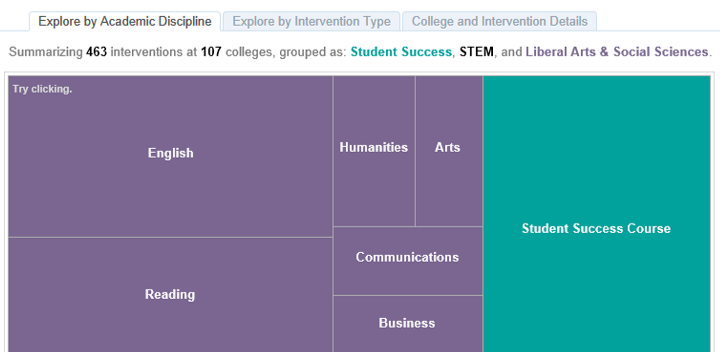 Explore by Academic Discipline Explore by Intervention Type College and Intervention Details
Summarizing 463 interventions at 107 colleges, grouped as: Student Success, STEM, and Liberal Arts & Social Sciences.
Try clicking.
English
Humanities
Arts
Student Success Course
Communications
Reading
Business